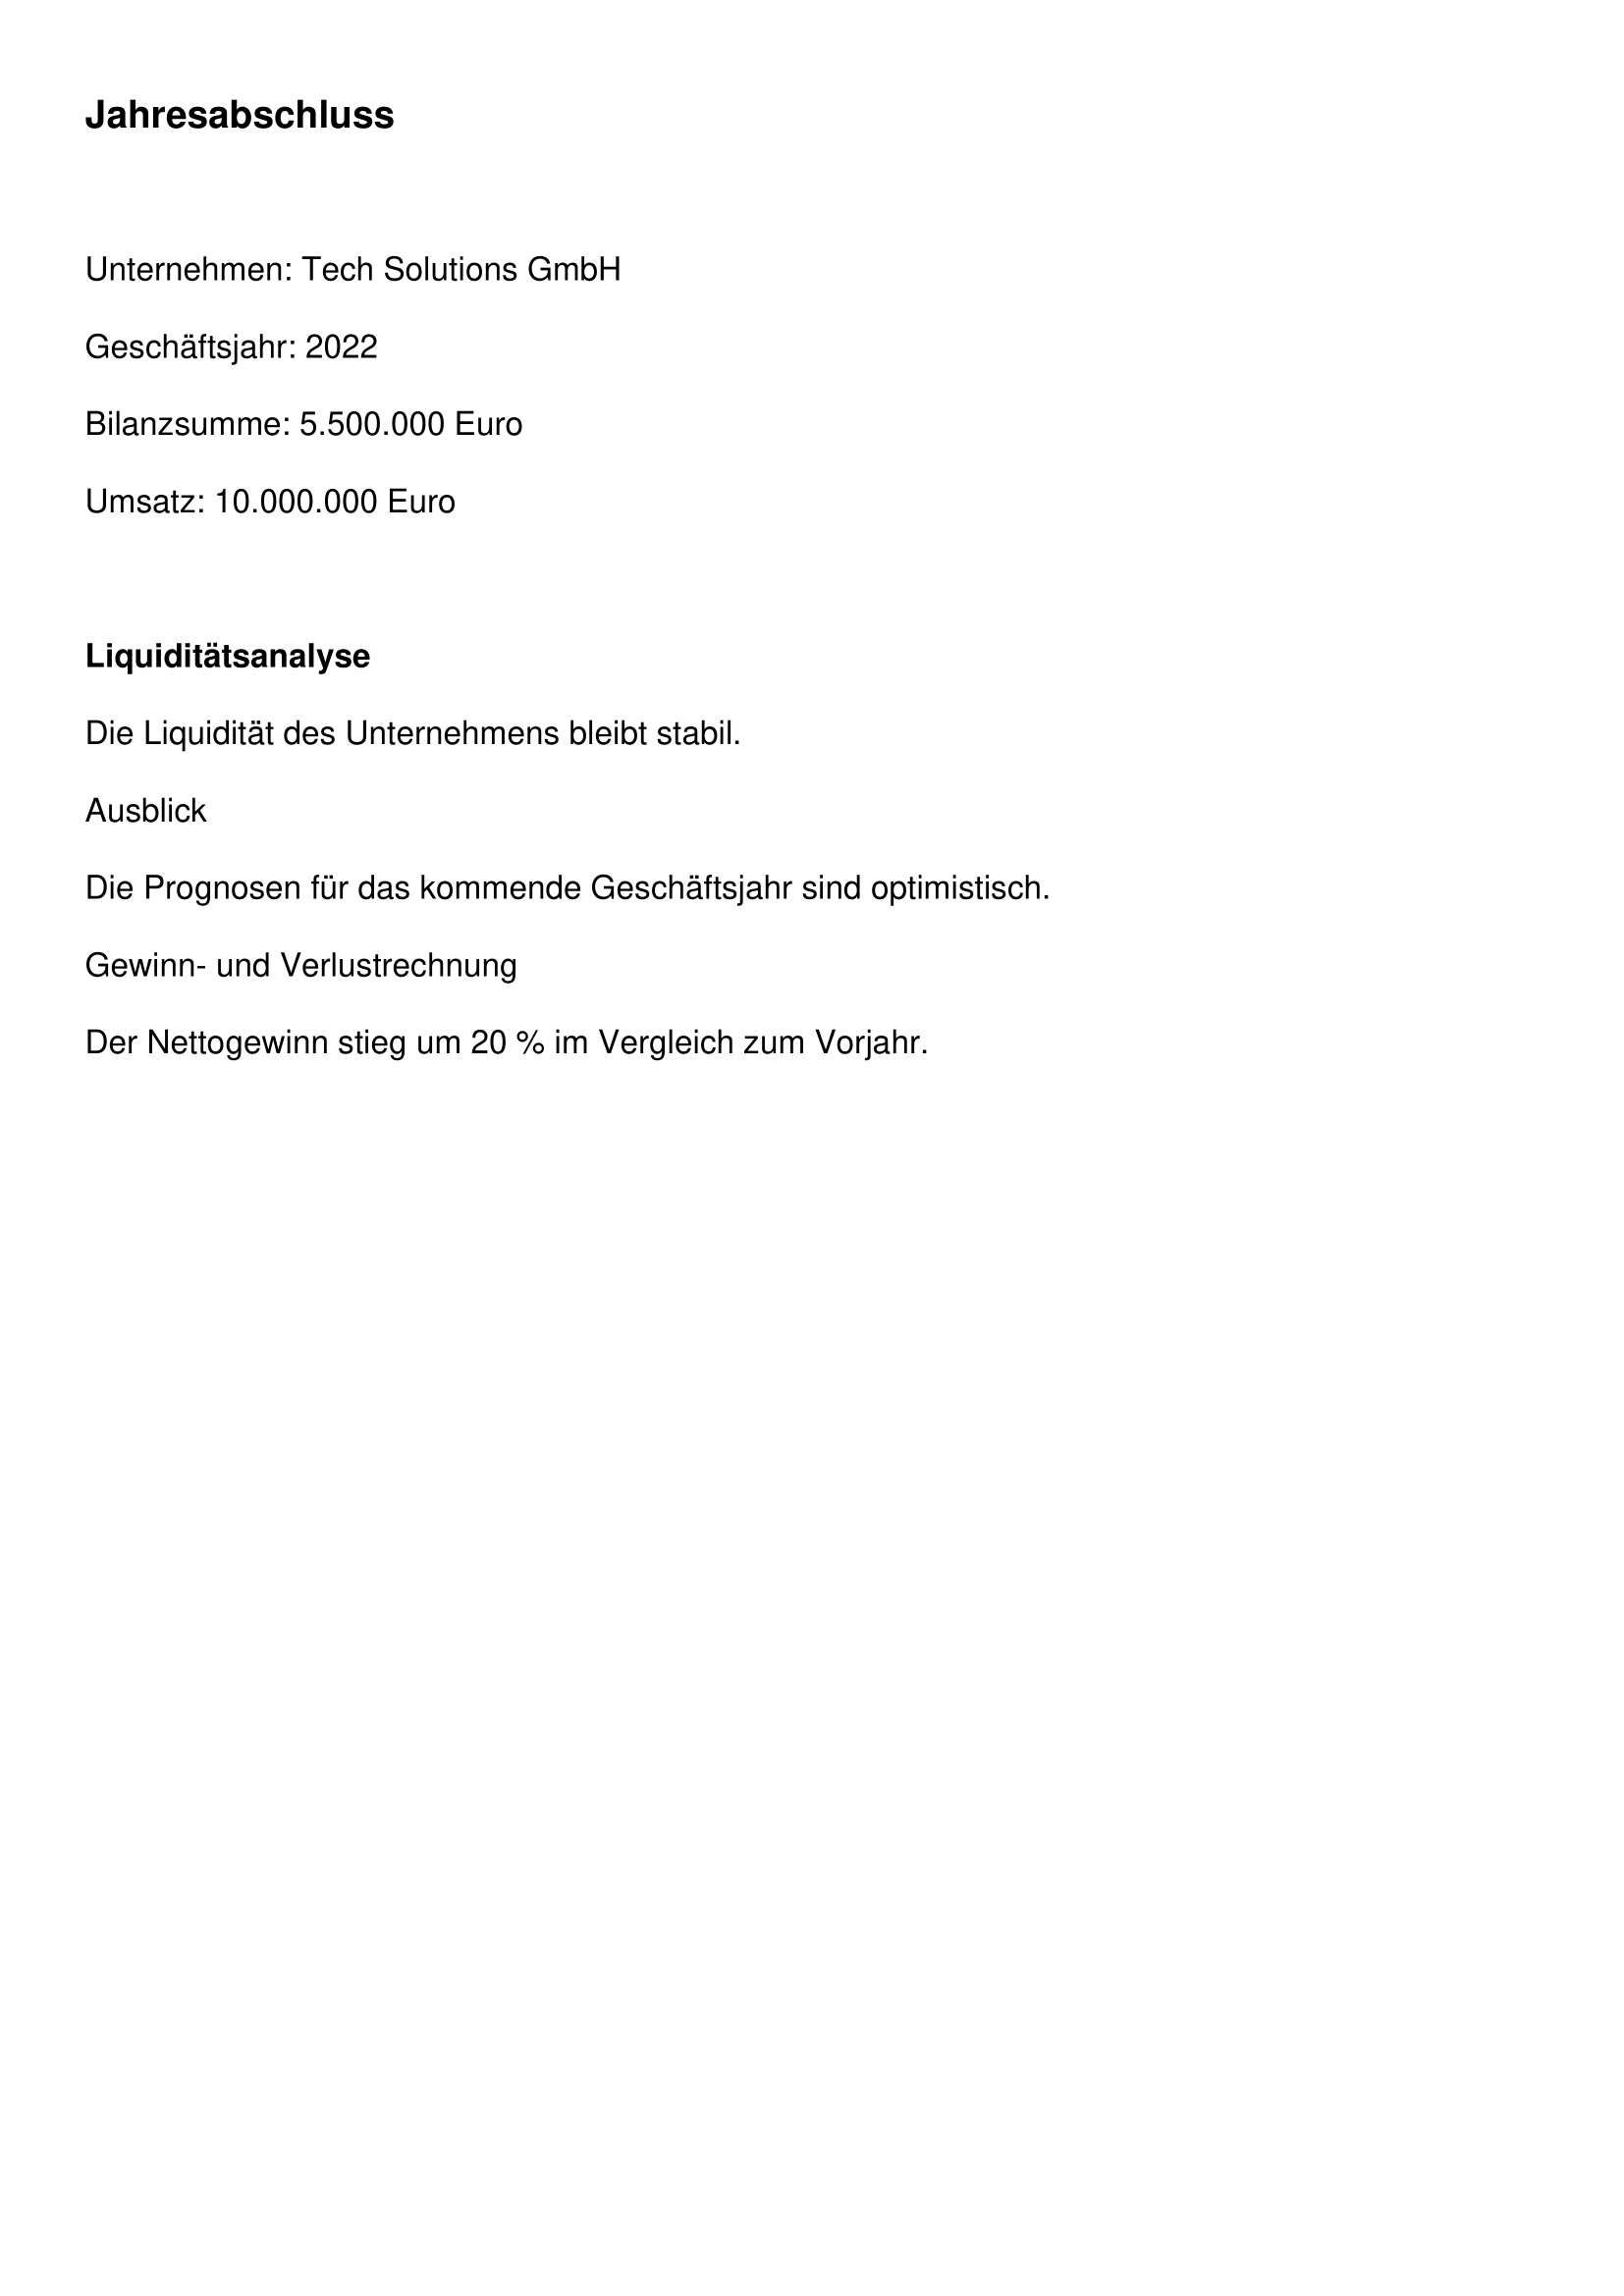 Jahresabschluss
Unternehmen: Tech Solutions GmbH
Geschäftsjahr: 2022
Bilanzsumme: 5.500.000 Euro
Umsatz: 10.000.000 Euro
Liquiditätsanalyse
Die Liquidität des Unternehmens bleibt stabil.
Ausblick
Die Prognosen für das kommende Geschäftsjahr sind optimistisch.
Gewinn- und Verlustrechnung
Der Nettogewinn stieg um 20 % im Vergleich zum Vorjahr.